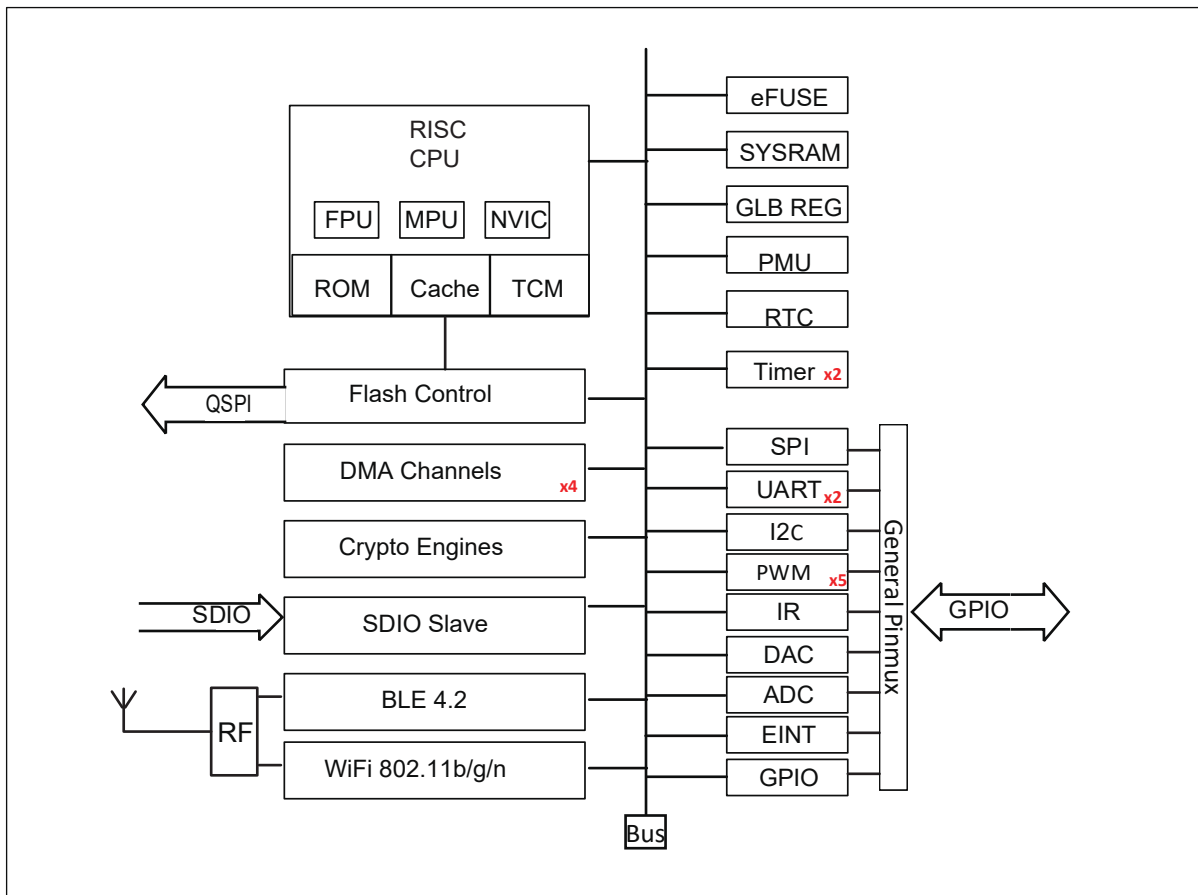 RISC
CPU
FPU MPU NVIC
ROM Cache TCM
QSPI
Flash Control
DMA Channels x4
Crypto Engines
SDIO
SDIO Slave
RF
BLE 4.2
WiFi 802.11b/g/n
Bus
eFUSE
SYSRAM
GLB REG
PMU
RTC
Timer x2
SPI
UART x2
I2C
PWM x5
IR
DAC
ADC
EINT
GPIO
General Pinmux
GPIO